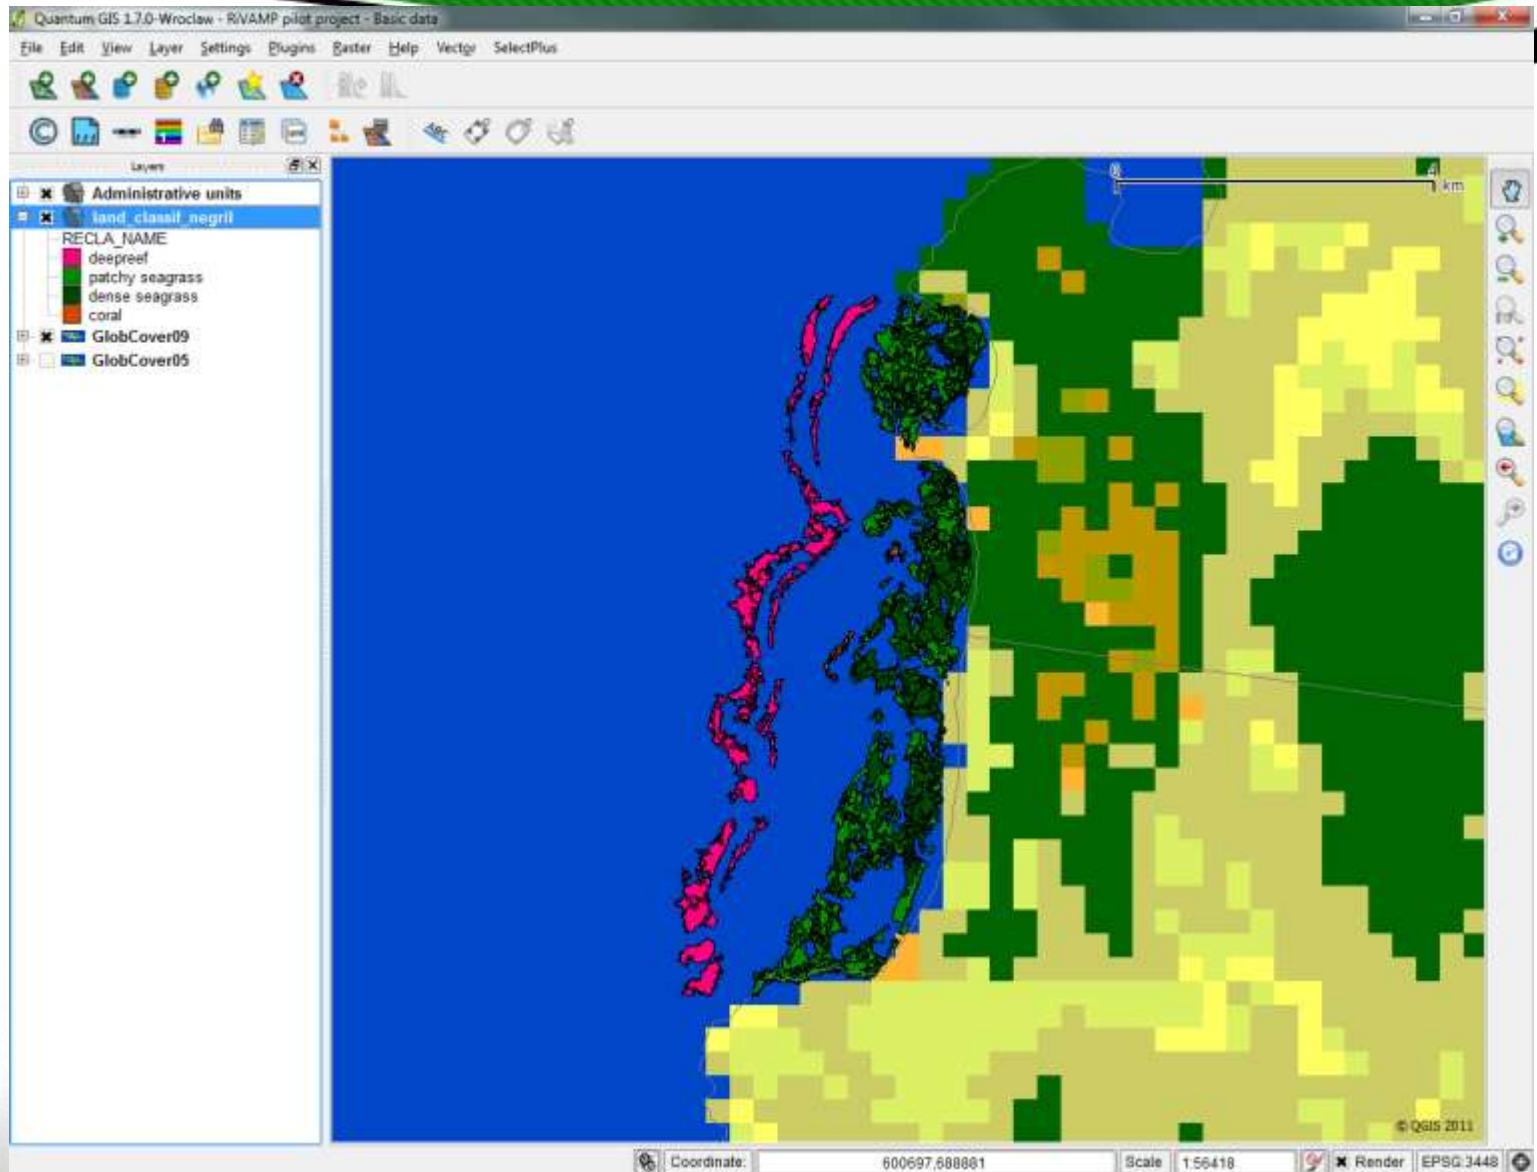 Quantum GIS 1.7.0-Wroclaw - RiVAMP pilot project - Basic data
File Edit View Layer Settings Plugins Raster Help Vector SelectPlus
Layers
Administrative units
land_classif_negril
RECLA_NAME
deepreef
patchy seagrass
dense seagrass
coral
GlobCover09
GlobCover05
0 4 km
© QGIS 2011
Coordinate: 600697,688881 Scale 1:56418 Render EPSG:3448